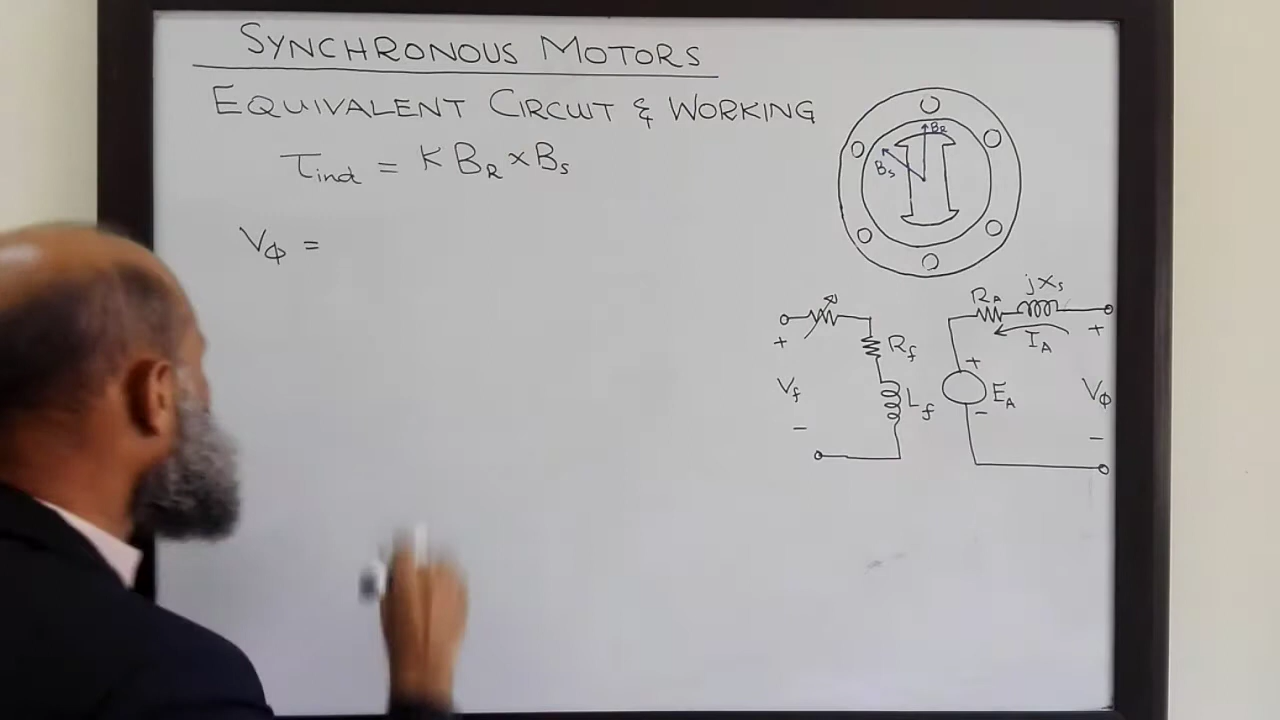 SYNCHRONOUS MOTORS
EQUIVALENT CIRCUIT & WORKING
τind = K BR × BS
Vφ =
BR
BS
jXs
RA
IA
+
Rf
+
+
Vf
Lf
EA
Vφ
-
-
-